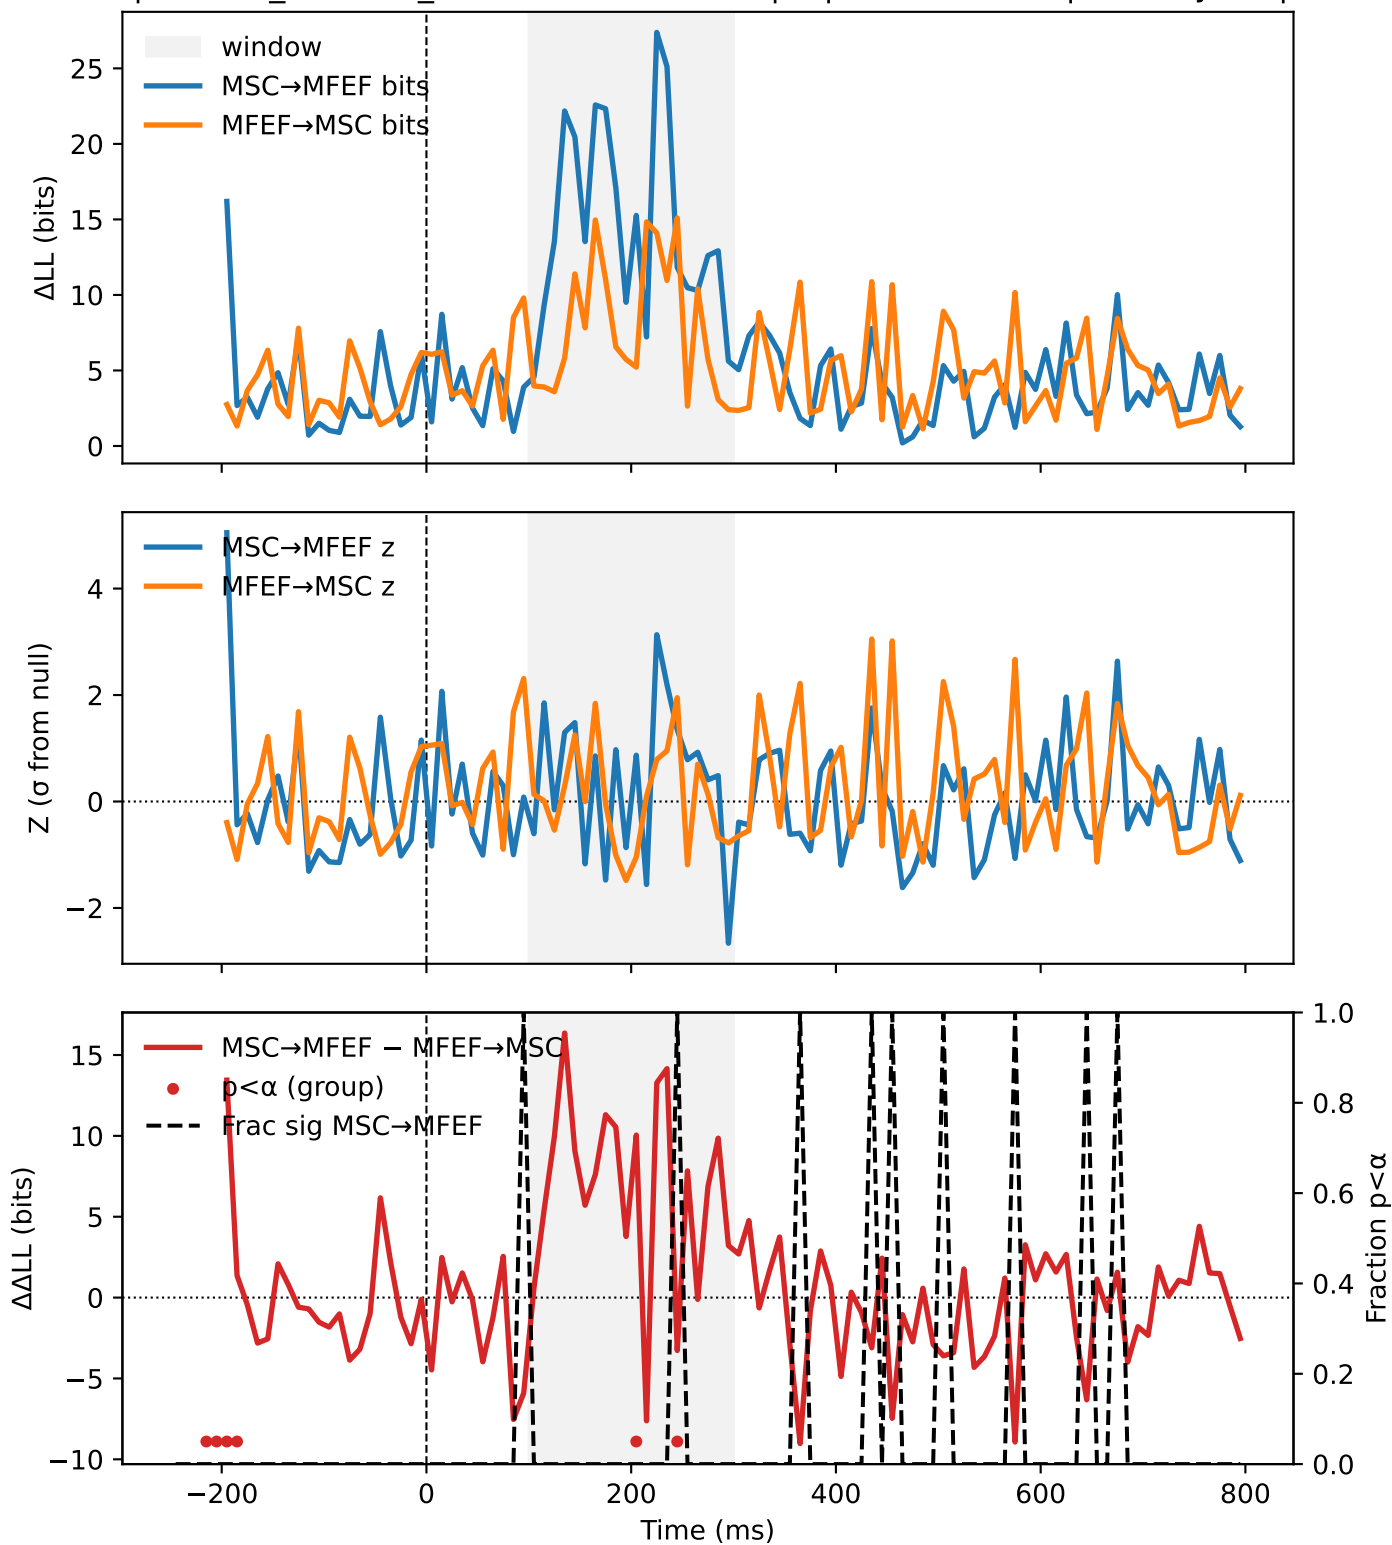 window
MSC→MFEF bits
MFEF→MSC bits
ΔLL (bits)
25
20
15
10
5
0
MSC→MFEF z
MFEF→MSC z
Z (σ from null)
4
2
0
−2
MSC→MFEF − MFEF→MSC
p<α (group)
Frac sig MSC→MFEF
ΔΔLL (bits)
15
10
5
0
−5
−10
1.0
0.8
0.6
0.4
0.2
0.0
Fraction p<α
−200 0 200 400 600 800
Time (ms)